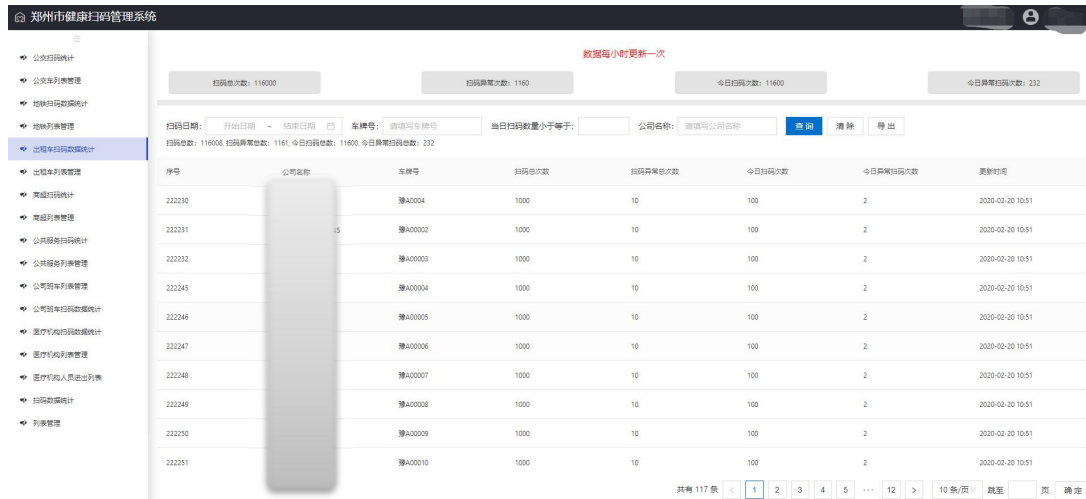 郑州市健康扫码管理系统
公交扫码统计
公交车列表管理
地铁扫码数据统计
地铁列表管理
出租车扫码数据统计
出租车列表管理
商超扫码统计
商超列表管理
公共服务扫码统计
公共服务列表管理
公司班车列表管理
公司班车扫码数据统计
医疗机构扫码数据统计
医疗机构列表管理
医疗机构人员进出列表
扫码数据统计
列表管理
数据每小时更新一次
扫码总次数：116000 扫码异常次数：1160 今日扫码次数：11600 今日异常扫码次数：232
扫码日期： 开始日期 ~ 结束日期 车牌号： 请填写车牌号 当日扫码数量小于等于： 公司名称： 请填写公司名称 查询 清除 导出
扫码总数：116008, 扫码异常总数：1161, 今日扫码总数：11600, 今日异常扫码总数：232
序号 公司名称 车牌号 扫码总次数 扫码异常总次数 今日扫码次数 今日异常扫码次数 更新时间
222230 豫A0004 1000 10 100 2 2020-02-20 10:51
222231 豫A00002 1000 10 100 2 2020-02-20 10:51
222232 豫A00003 1000 10 100 2 2020-02-20 10:51
222245 豫A00004 1000 10 100 2 2020-02-20 10:51
222246 豫A00005 1000 10 100 2 2020-02-20 10:51
222247 豫A00006 1000 10 100 2 2020-02-20 10:51
222248 豫A00007 1000 10 100 2 2020-02-20 10:51
222249 豫A00008 1000 10 100 2 2020-02-20 10:51
222250 豫A00009 1000 10 100 2 2020-02-20 10:51
222251 豫A00010 1000 10 100 2 2020-02-20 10:51
共有 117 条 < 1 2 3 4 5 ··· 12 > 10 条/页 跳至 页 确定